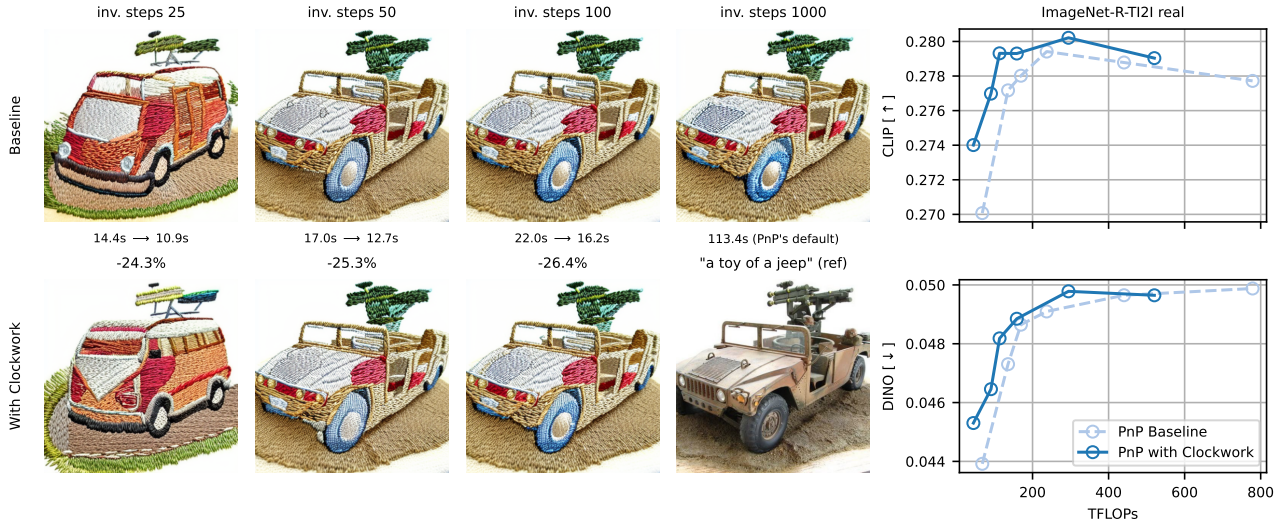 inv. steps 25
inv. steps 50
inv. steps 100
inv. steps 1000
Baseline
14.4s ⟶ 10.9s
-24.3%
17.0s ⟶ 12.7s
-25.3%
22.0s ⟶ 16.2s
-26.4%
113.4s (PnP's default)
"a toy of a jeep" (ref)
With Clockwork
ImageNet-R-TI2I real
CLIP [ ↑ ]
0.280
0.278
0.276
0.274
0.272
0.270
DINO [ ↓ ]
0.050
0.048
0.046
0.044
PnP Baseline
PnP with Clockwork
200
400
600
800
TFLOPs